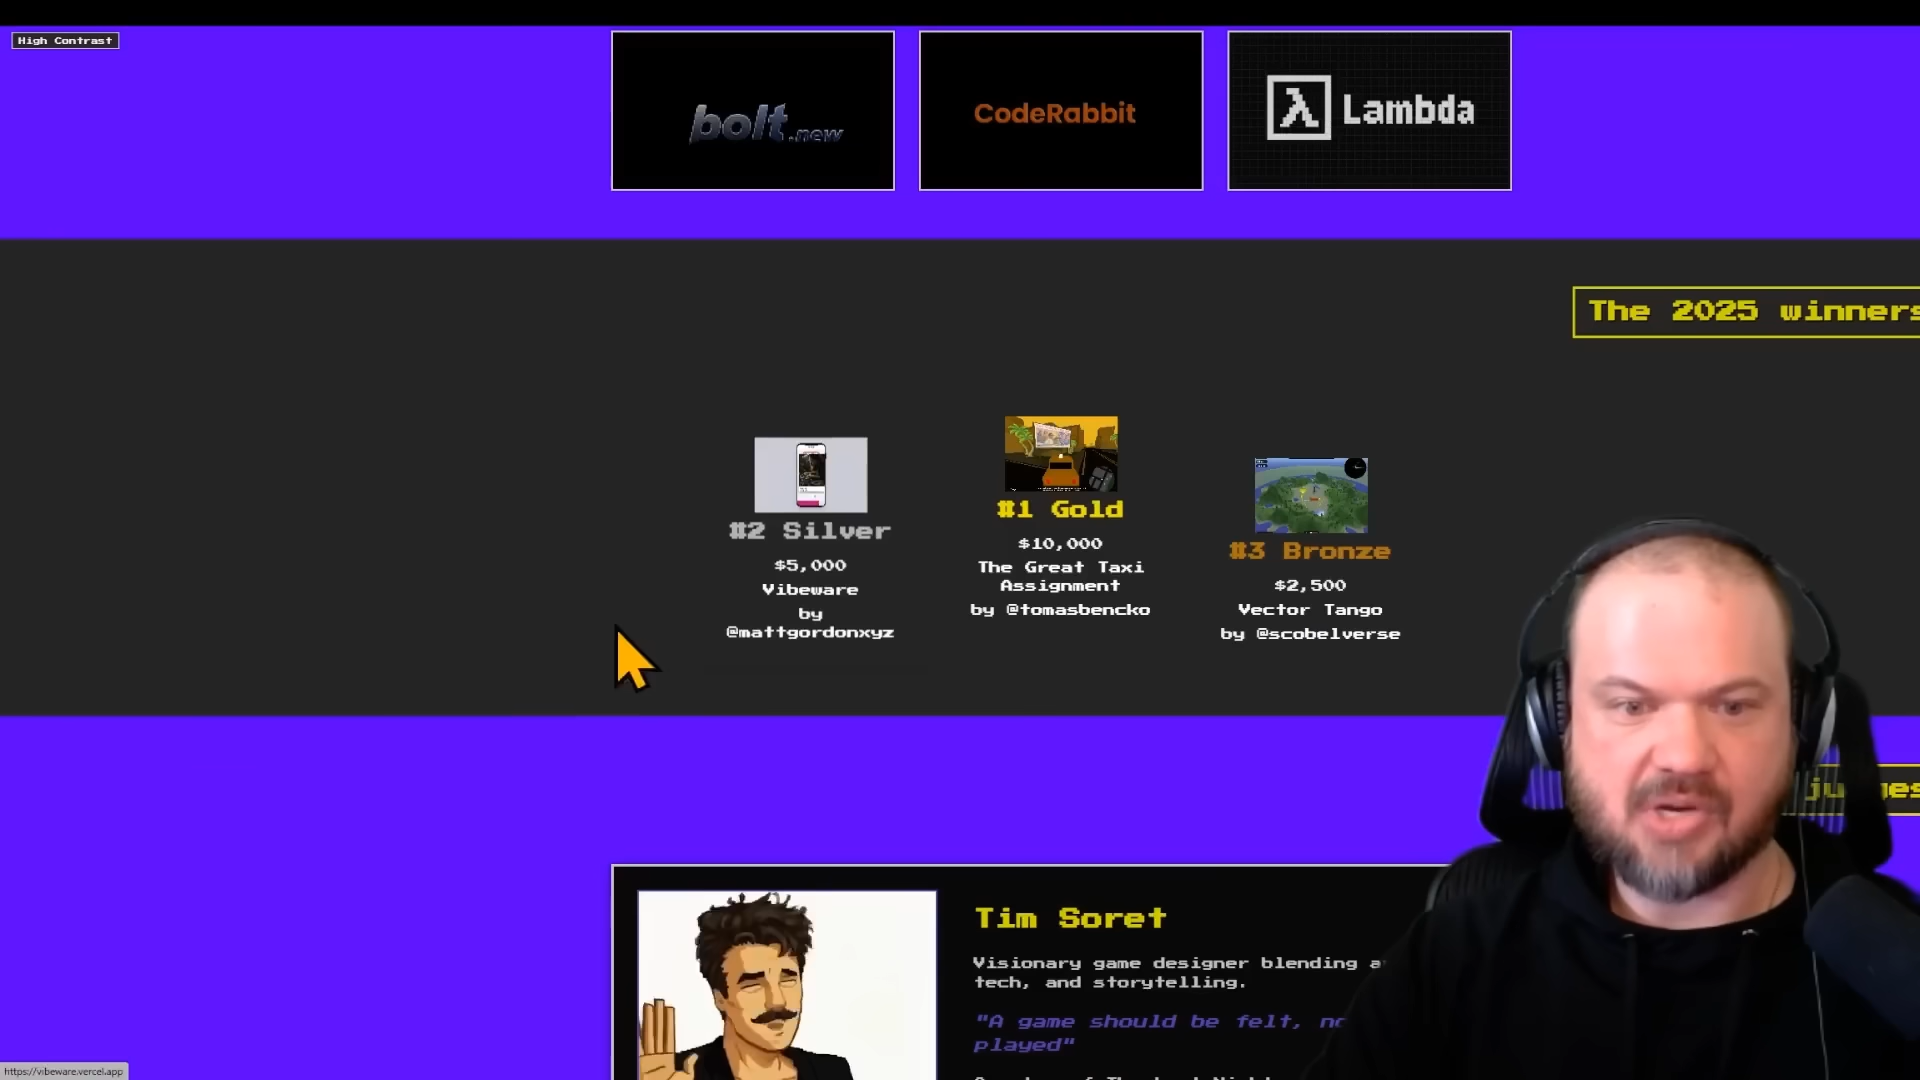 High Contrast
bolt.new
CodeRabbit
λ Lambda
The 2025 winners
#2 Silver
$5,000
Vibeware
by
@mattgordonxyz
#1 Gold
$10,000
The Great Taxi
Assignment
by @tomasbencko
#3 Bronze
$2,500
Vector Tango
by @scobelverse
Tim Soret
Visionary game designer blending
tech, and storytelling.
"A game should be felt,
played"
https://vibeware.vercel.app